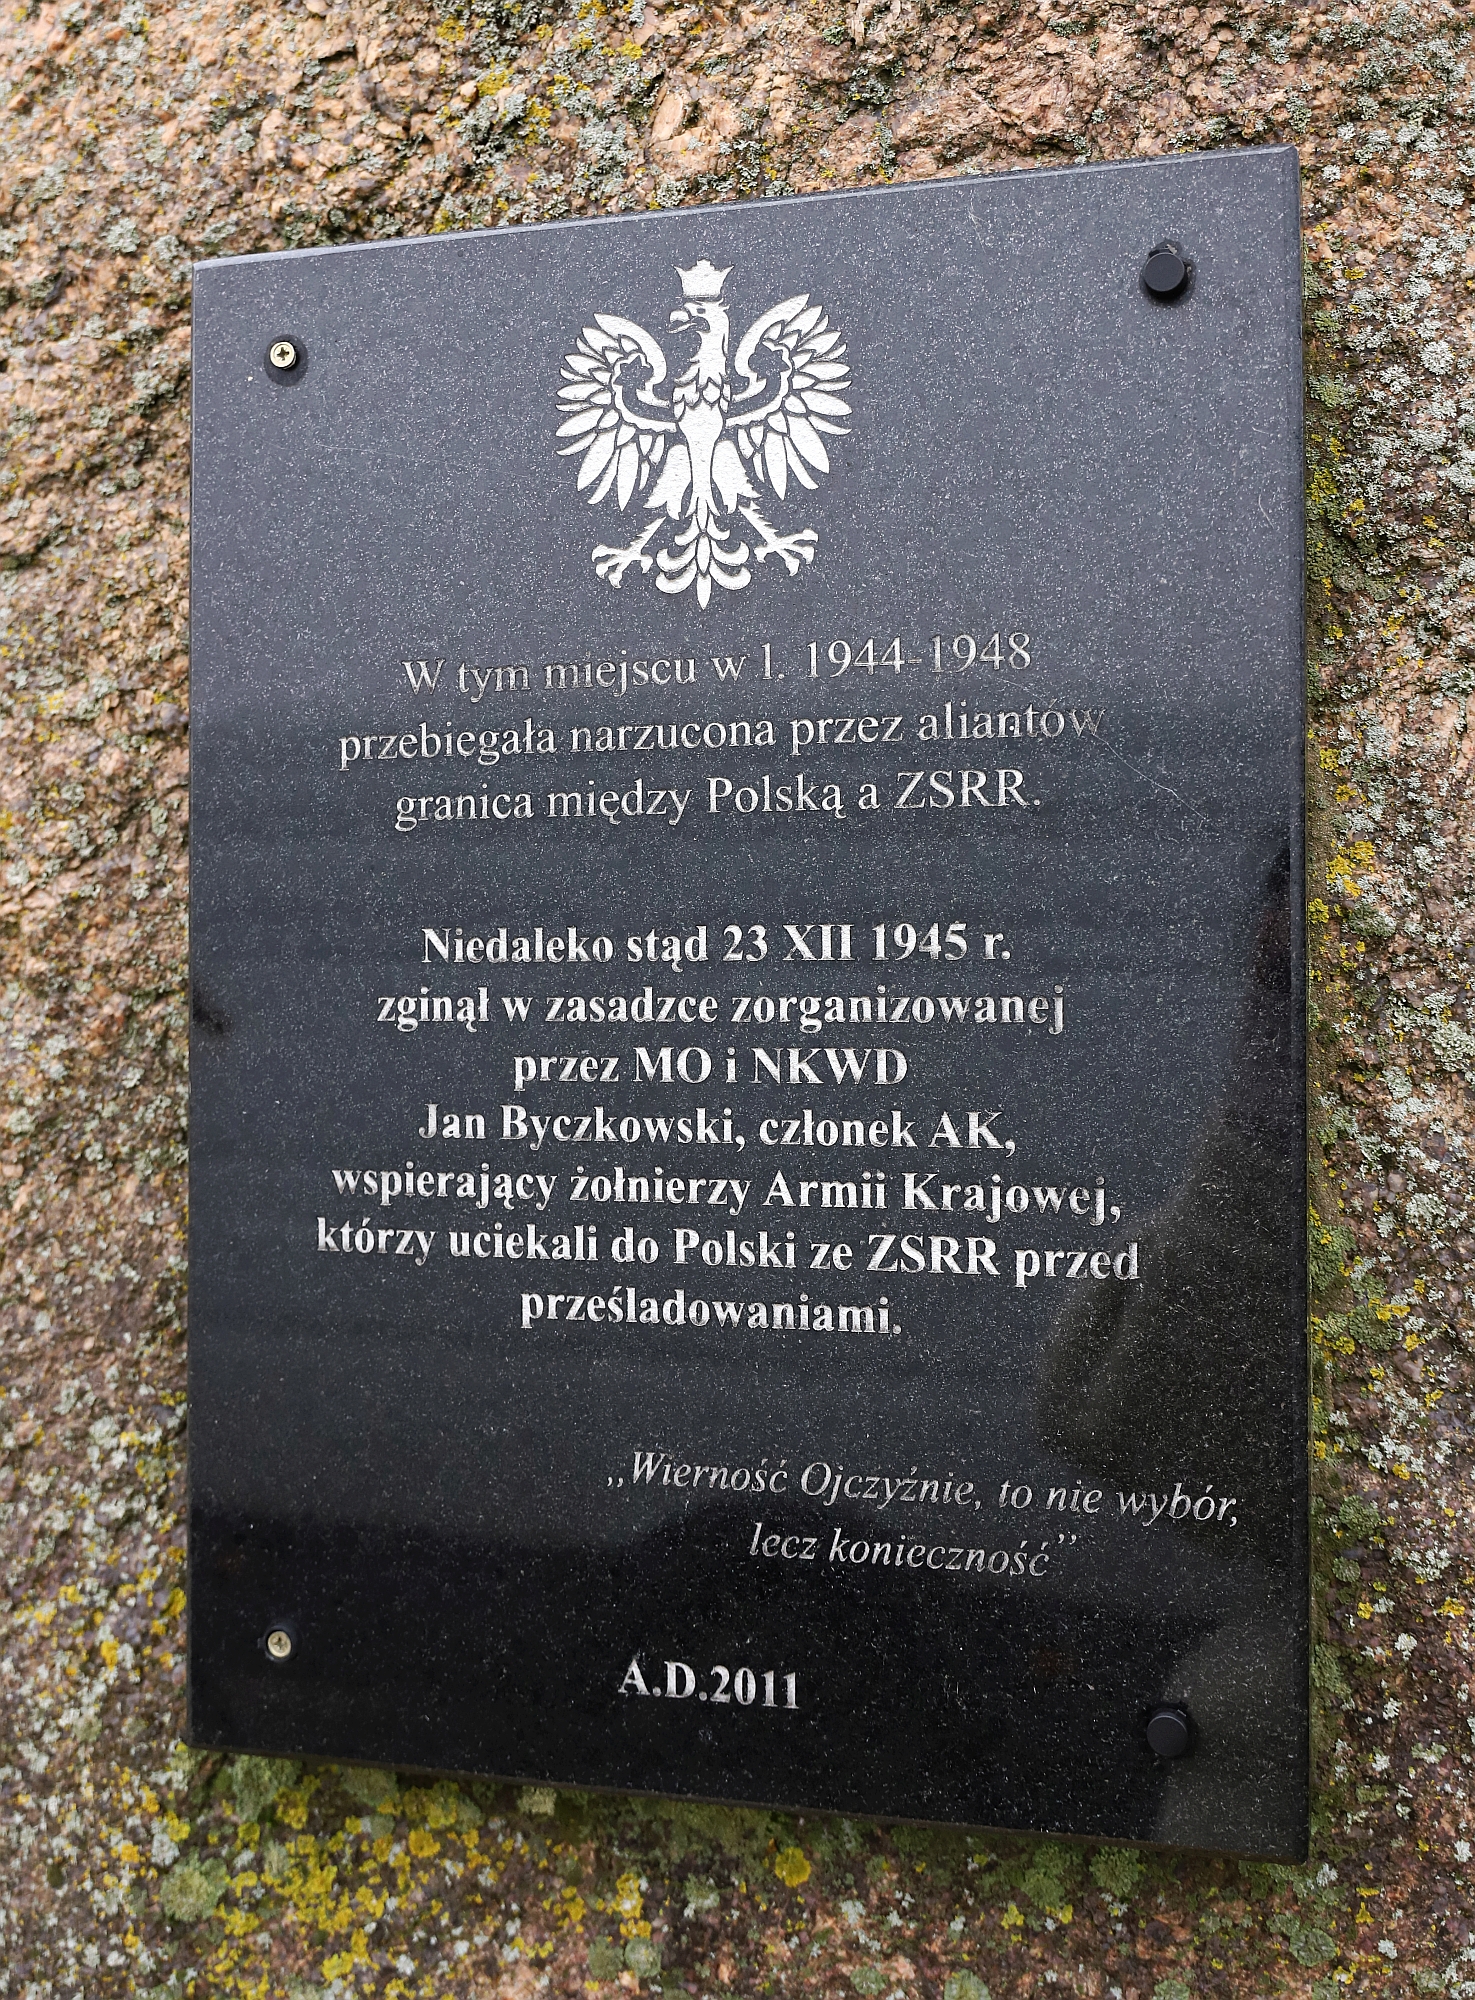 W tym miejscu w l. 1944-1948
przebiegała narzucona przez aliantów
granica między Polską a ZSRR.
Niedaleko stąd 23 XII 1945 r.
zginął w zasadzce zorganizowanej
przez MO i NKWD
Jan Byczkowski, członek AK,
wspierający żołnierzy Armii Krajowej,
którzy uciekali do Polski ze ZSRR przed
prześladowaniami.
„Wierność Ojczyźnie, to nie wybór,
lecz konieczność”
A.D.2011